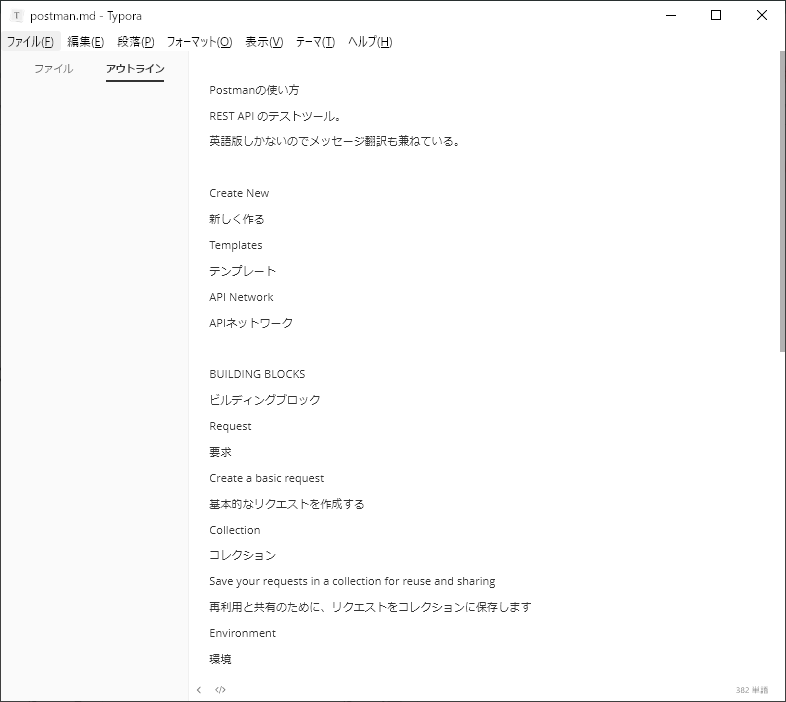 T postman.md - Typora
ファイル(F) 編集(E) 段落(P) フォーマット(O) 表示(V) テーマ(T) ヘルプ(H)
ファイル アウトライン
Postmanの使い方
REST API のテストツール。
英語版しかないのでメッセージ翻訳も兼ねている。
Create New
新しく作る
Templates
テンプレート
API Network
APIネットワーク
BUILDING BLOCKS
ビルディングブロック
Request
要求
Create a basic request
基本的なリクエストを作成する
Collection
コレクション
Save your requests in a collection for reuse and sharing
再利用と共有のために、リクエストをコレクションに保存します
Environment
環境
< </> 382 単語